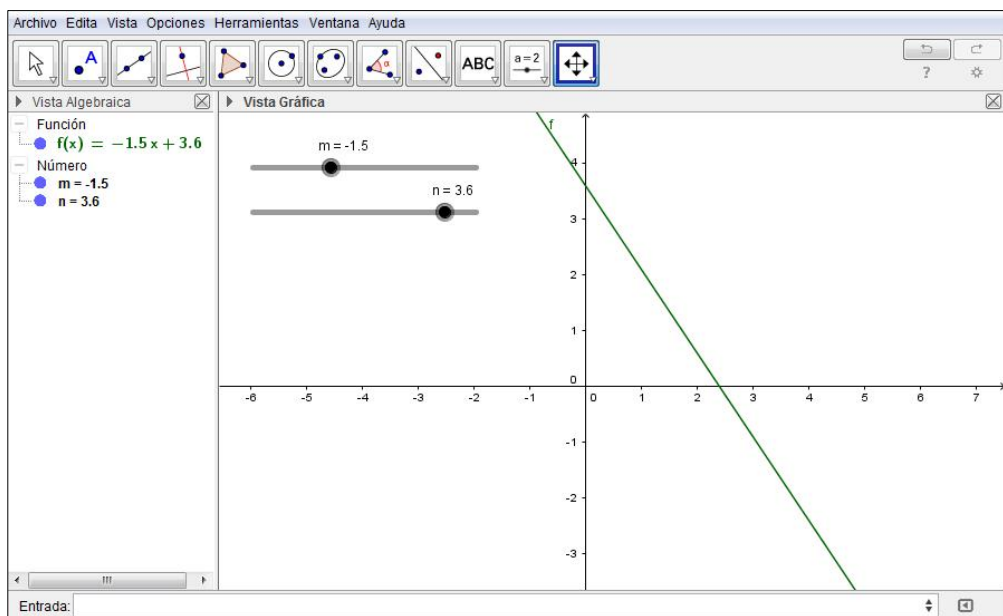 Archivo Edita Vista Opciones Herramientas Ventana Ayuda
A α ABC a=2
?
Vista Algebraica
Vista Gráfica
Función
f(x) = −1.5 x + 3.6
Número
m = -1.5
n = 3.6
m = -1.5
n = 3.6
f
4
3
2
1
0
-6 -5 -4 -3 -2 -1 0 1 2 3 4 5 6 7
-1
-2
-3
Entrada: